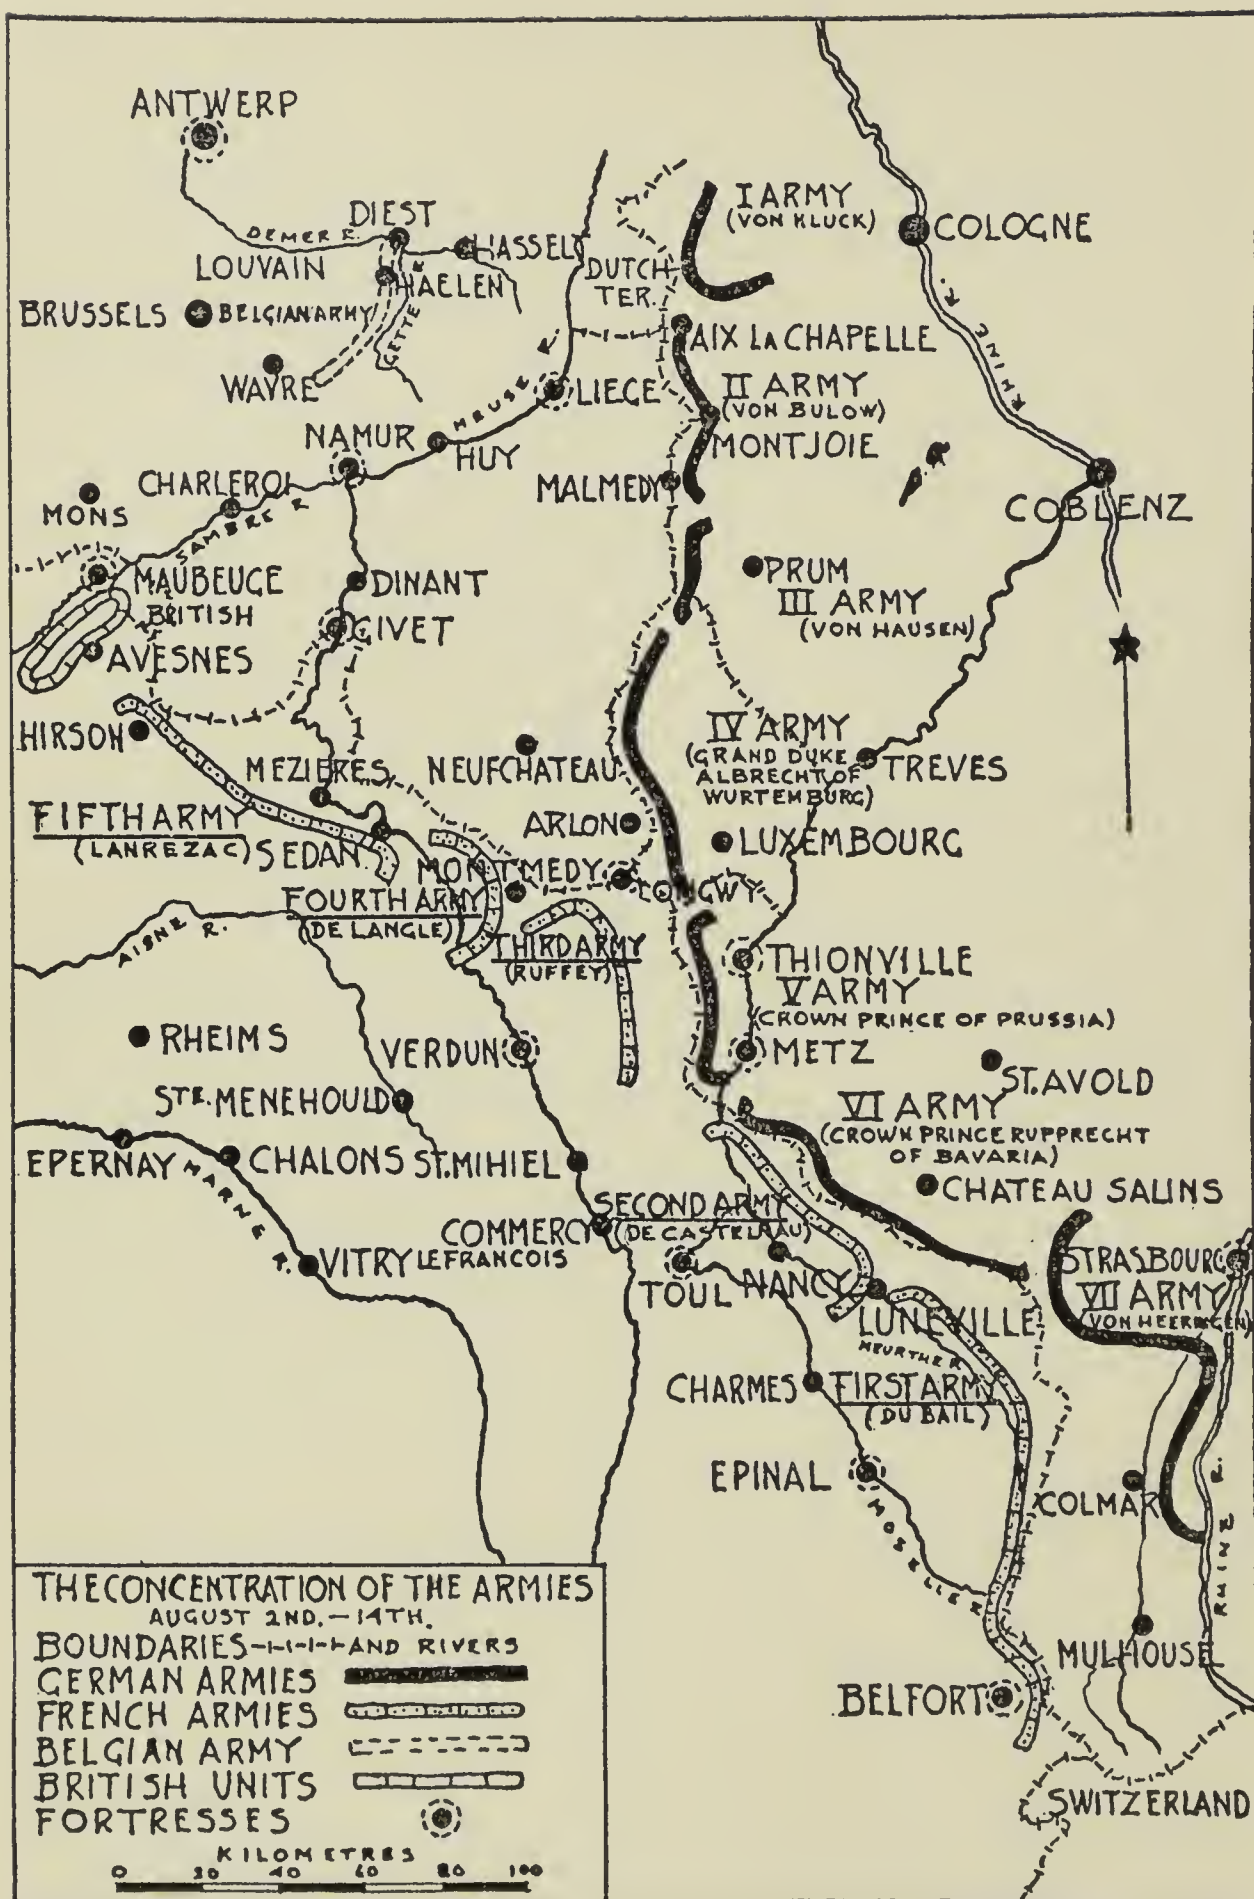 ANTWERP
I ARMY
(VON KLUCK)
COLOGNE
DIEST
DEMER R.
HASSELT
LOUVAIN
HAELEN
DUTCH
TER.
BRUSSELS
BELGIAN ARMY
GETTE R.
RHINE R.
AIX LA CHAPELLE
WAVRE
LIEGE
II ARMY
(VON BULOW)
MEUSE R.
NAMUR
HUY
MONTJOIE
CHARLEROI
MALMEDY
MONS
SAMBRE R
COBLENZ
MAUBEUGE
DINANT
PRUM
BRITISH
III ARMY
(VON HAUSEN)
GIVET
AVESNES
HIRSON
MEZIERES
NEUFCHATEAU
IV ARMY
(GRAND DUKE
ALBRECHT OF
WURTEMBURG)
TREVES
FIFTH ARMY
(LANREZAC)
SEDAN
ARLON
LUXEMBOURG
MONTMEDY
LONGWY
FOURTH ARMY
(DE LANGLE)
AISNE R.
THIRD ARMY
(RUFFEY)
THIONVILLE
V ARMY
(CROWN PRINCE OF PRUSSIA)
RHEIMS
VERDUN
METZ
ST. AVOLD
STE. MENEHOULD
VI ARMY
(CROWN PRINCE RUPPRECHT
OF BAVARIA)
EPERNAY
MARNE R.
CHALONS
ST. MIHIEL
CHATEAU SALINS
SECOND ARMY
(DE CASTELNAU)
COMMERCY
VITRY LE FRANCOIS
TOUL
NANCY
STRASBOURG
VII ARMY
(VON HEERINGEN)
LUNEVILLE
MEURTHE R.
CHARMES
FIRST ARMY
(DU BAIL)
EPINAL
MOSELLE R
COLMAR
RHINE R.
MULHOUSE
BELFORT
SWITZERLAND
THE CONCENTRATION OF THE ARMIES
AUGUST 2ND. - 14TH.
BOUNDARIES AND RIVERS
GERMAN ARMIES
FRENCH ARMIES
BELGIAN ARMY
BRITISH UNITS
FORTRESSES
KILOMETRES
0 20 40 60 80 100